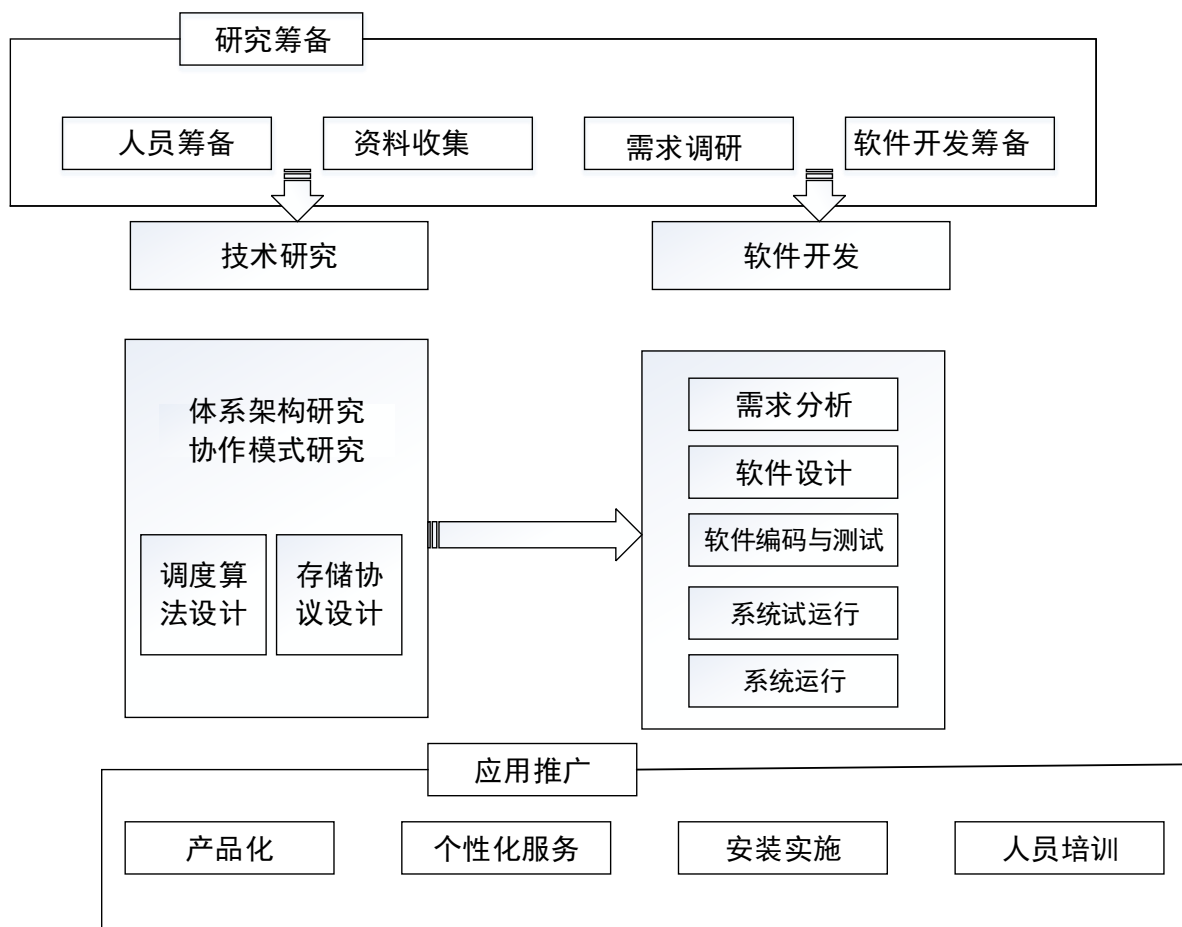 研究筹备
人员筹备
资料收集
需求调研
软件开发筹备
技术研究
软件开发
体系架构研究
协作模式研究
调度算
法设计
存储协
议设计
需求分析
软件设计
软件编码与测试
系统试运行
系统运行
应用推广
产品化
个性化服务
安装实施
人员培训